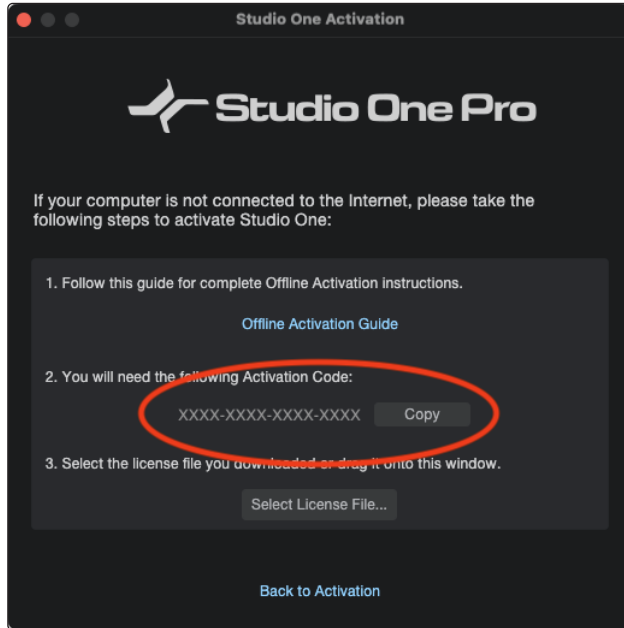 Studio One Activation
Studio One Pro
If your computer is not connected to the Internet, please take the
following steps to activate Studio One:
1. Follow this guide for complete Offline Activation instructions.
Offline Activation Guide
2. You will need the following Activation Code:
XXXX-XXXX-XXXX-XXXX Copy
3. Select the license file you downloaded or drag it onto this window.
Select License File...
Back to Activation